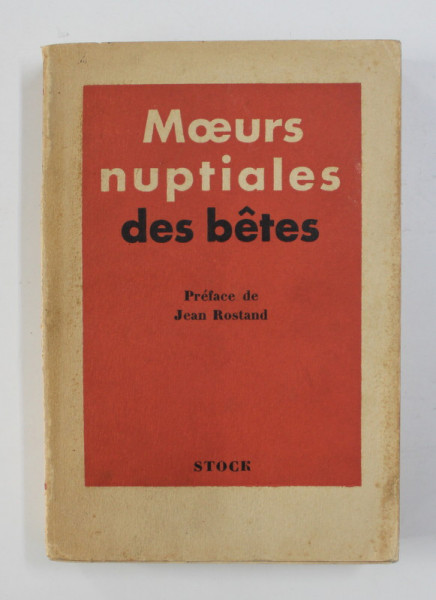 Mœurs
nuptiales
des bêtes
Préface de
Jean Rostand
STOCK